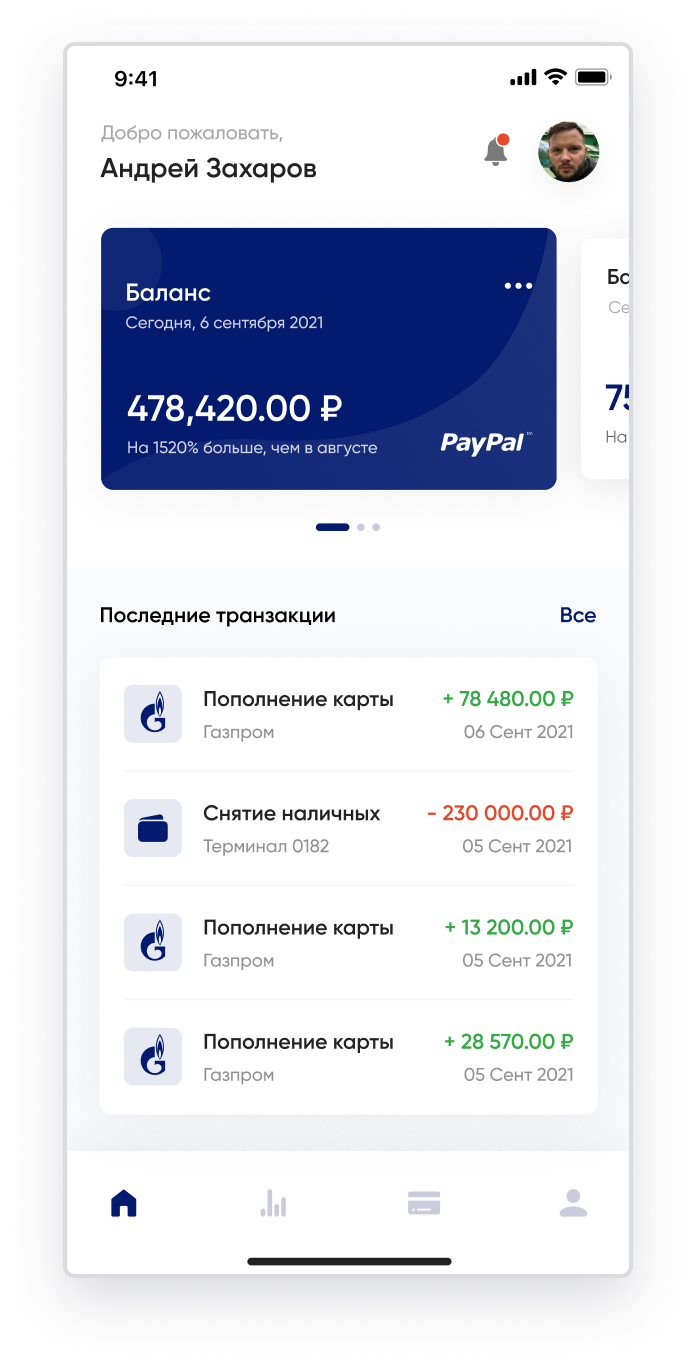 9:41
Добро пожаловать,
Андрей Захаров
Баланс
Сегодня, 6 сентября 2021
478,420.00 ₽
На 1520% больше, чем в августе
PayPal™
Ба
Се
75
На
Последние транзакции
Все
Пополнение карты
+ 78 480.00 ₽
Газпром
06 Сент 2021
Снятие наличных
- 230 000.00 ₽
Терминал 0182
05 Сент 2021
Пополнение карты
+ 13 200.00 ₽
Газпром
05 Сент 2021
Пополнение карты
+ 28 570.00 ₽
Газпром
05 Сент 2021